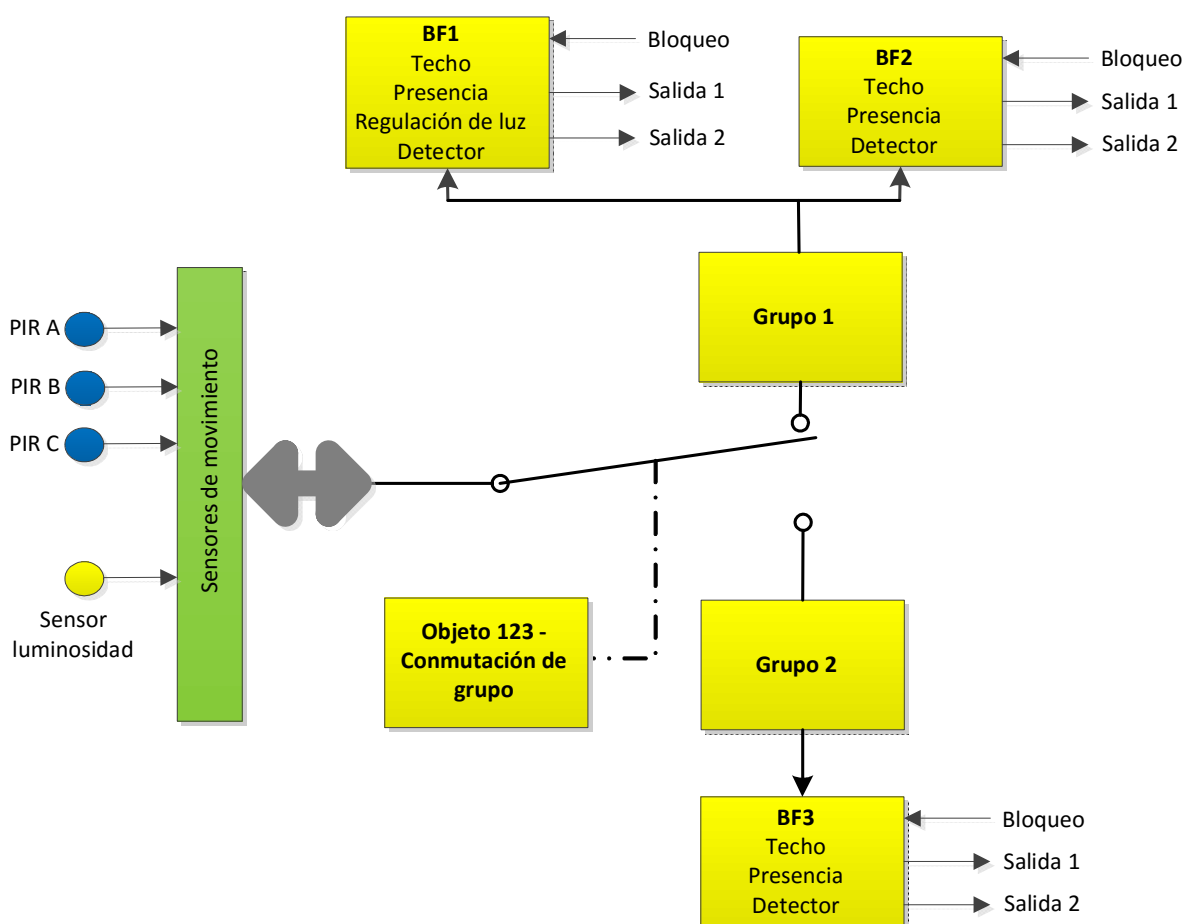 BF1
Techo
Presencia
Regulación de luz
Detector
Bloqueo
Salida 1
Salida 2
BF2
Techo
Presencia
Detector
Bloqueo
Salida 1
Salida 2
Grupo 1
PIR A
PIR B
PIR C
Sensor
luminosidad
Sensores de movimiento
Objeto 123 -
Conmutación de
grupo
Grupo 2
BF3
Techo
Presencia
Detector
Bloqueo
Salida 1
Salida 2